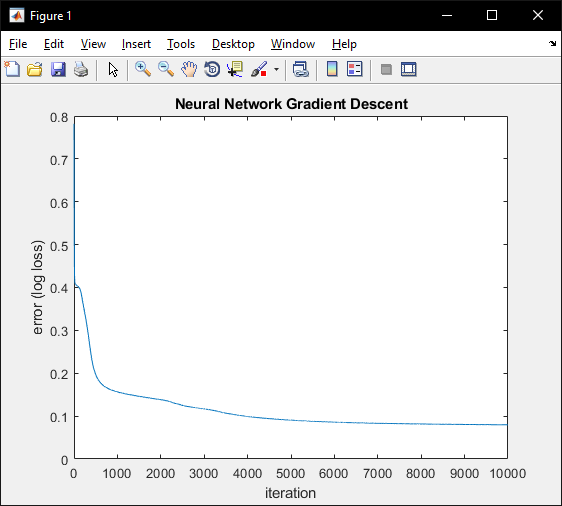 Figure 1
File Edit View Insert Tools Desktop Window Help
Neural Network Gradient Descent
0.8
0.7
0.6
0.5
0.4
0.3
0.2
0.1
0
error (log loss)
0 1000 2000 3000 4000 5000 6000 7000 8000 9000 10000
iteration